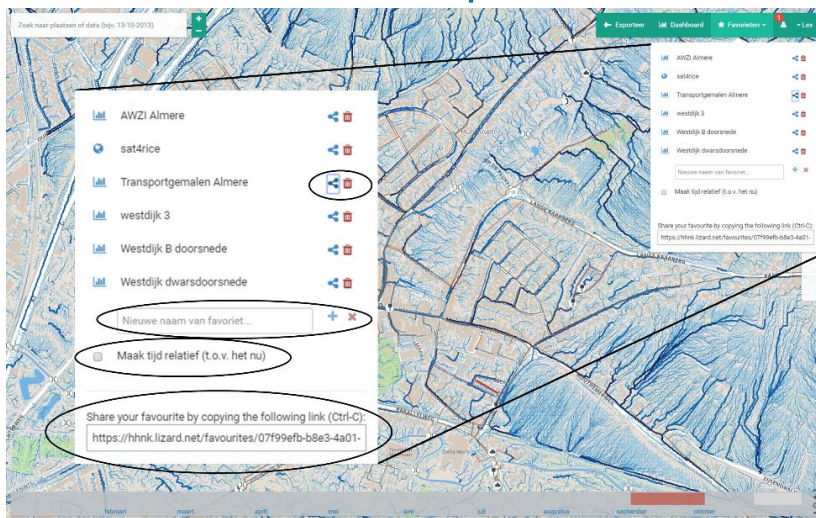 Zoek naar plaatsen of data (bijv. 13-10-2013)
+
−
Exporteer
Dashboard
Favorieten
1
Lex
AWZI Almere
sat4rice
Transportgemalen Almere
westdijk 3
Westdijk B doorsnede
Westdijk dwarsdoorsnede
Nieuwe naam van favoriet...
Maak tijd relatief (t.o.v. het nu)
Share your favourite by copying the following link (Ctrl-C):
https://hhnk.lizard.net/favourites/07f99efb-b8e3-4a01-
AWZI Almere
sat4rice
Transportgemalen Almere
westdijk 3
Westdijk B doorsnede
Westdijk dwarsdoorsnede
Nieuwe naam van favoriet...
Maak tijd relatief (t.o.v. het nu)
Share your favourite by copying the following link (Ctrl-C):
https://hhnk.lizard.net/favourites/07f99efb-b8e3-4a01-
februari
maart
april
mei
juni
juli
augustus
september
oktober